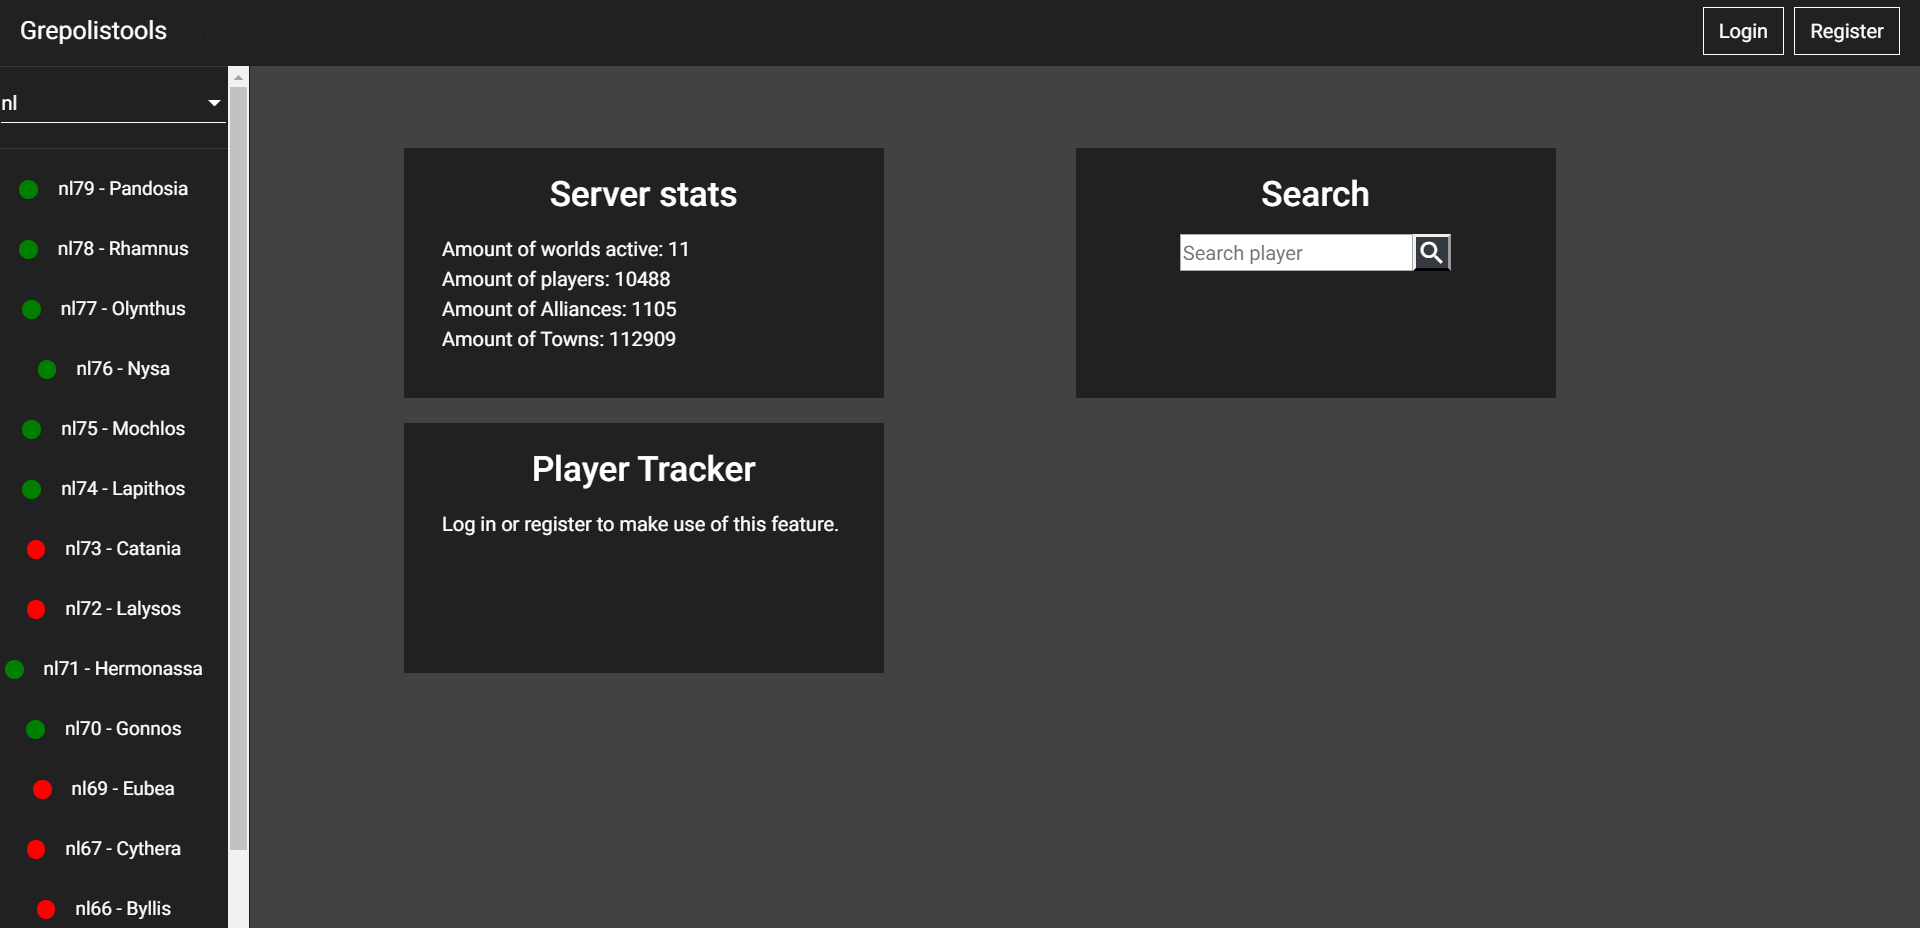 Grepolistools
Login
Register
nl
nl79 - Pandosia
nl78 - Rhamnus
nl77 - Olynthus
nl76 - Nysa
nl75 - Mochlos
nl74 - Lapithos
nl73 - Catania
nl72 - Lalysos
nl71 - Hermonassa
nl70 - Gonnos
nl69 - Eubea
nl67 - Cythera
nl66 - Byllis
Server stats
Amount of worlds active: 11
Amount of players: 10488
Amount of Alliances: 1105
Amount of Towns: 112909
Search
Search player
Player Tracker
Log in or register to make use of this feature.